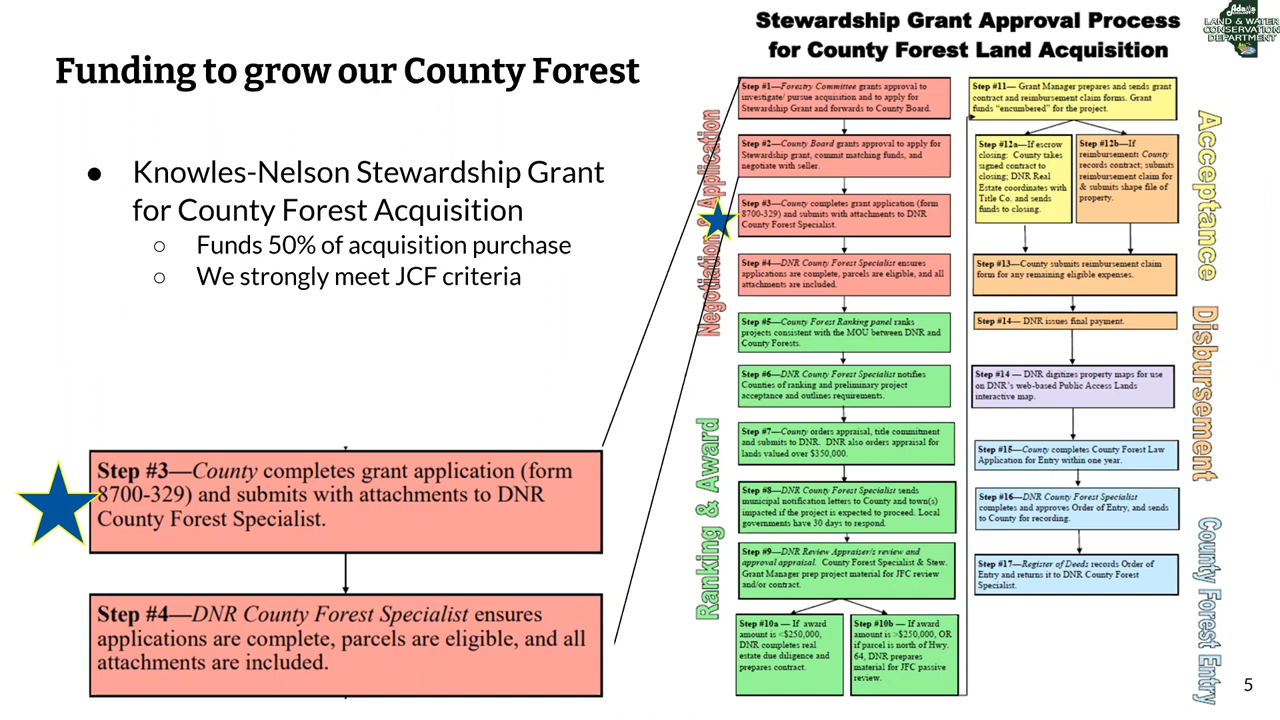 Funding to grow our County Forest
● Knowles-Nelson Stewardship Grant
for County Forest Acquisition
○ Funds 50% of acquisition purchase
○ We strongly meet JCF criteria
Step #3—County completes grant application (form
8700-329) and submits with attachments to DNR
County Forest Specialist.
Step #4—DNR County Forest Specialist ensures
applications are complete, parcels are eligible, and all
attachments are included.
Stewardship Grant Approval Process
for County Forest Land Acquisition
Adams
LAND & WATER
CONSERVATION
DEPARTMENT
Negotiation & Application
Step #1—Forestry Committee grants approval to
investigate/ pursue acquisition and to apply for
Stewardship Grant and forwards to County Board.
Step #2—County Board grants approval to apply for
Stewardship grant, commit matching funds, and
negotiate with seller.
Step #3—County completes grant application (form
8700-329) and submits with attachments to DNR
County Forest Specialist.
Step #4—DNR County Forest Specialist ensures
applications are complete, parcels are eligible, and all
attachments are included.
Ranking & Award
Step #5—County Forest Ranking panel ranks
projects consistent with the MOU between DNR and
County Forests.
Step #6—DNR County Forest Specialist notifies
Counties of ranking and preliminary project
acceptance and outlines requirements.
Step #7—County orders appraisal, title commitment
and submits to DNR. DNR also orders appraisal for
lands valued over $350,000.
Step #8—DNR County Forest Specialist sends
municipal notification letters to County and town(s)
impacted if the project is expected to proceed. Local
governments have 30 days to respond.
Step #9—DNR Review Appraiser/s review and
approval appraisal. County Forest Specialist & Stew.
Grant Manager prep project material for JFC review
and/or contract.
Step #10a — If award
amount is <$250,000,
DNR completes real
estate due diligence and
prepares contract.
Step #10b — If award
amount is >$250,000, OR
if parcel is north of Hwy.
64, DNR prepares
material for JFC passive
review.
Step #11— Grant Manager prepares and sends grant
contract and reimbursement claim forms. Grant
funds "encumbered" for the project.
Step #12a—If escrow
closing: County takes
signed contract to
closing; DNR Real
Estate coordinates with
Title Co. and sends
funds to closing.
Step #12b—If
reimbursement: County
records contract; submits
reimbursement claim for
& submits shape file of
property.
Step #13—County submits reimbursement claim
form for any remaining eligible expenses.
Step #14— DNR issues final payment.
Step #14 — DNR digitizes property maps for use
on DNR's web-based Public Access Lands
interactive map.
Step #15—County completes County Forest Law
Application for Entry within one year.
Step #16—DNR County Forest Specialist
completes and approves Order of Entry, and sends
to County for recording.
Step #17—Register of Deeds records Order of
Entry and returns it to DNR County Forest
Specialist.
Acceptance
Disbursement
County Forest Entry
5